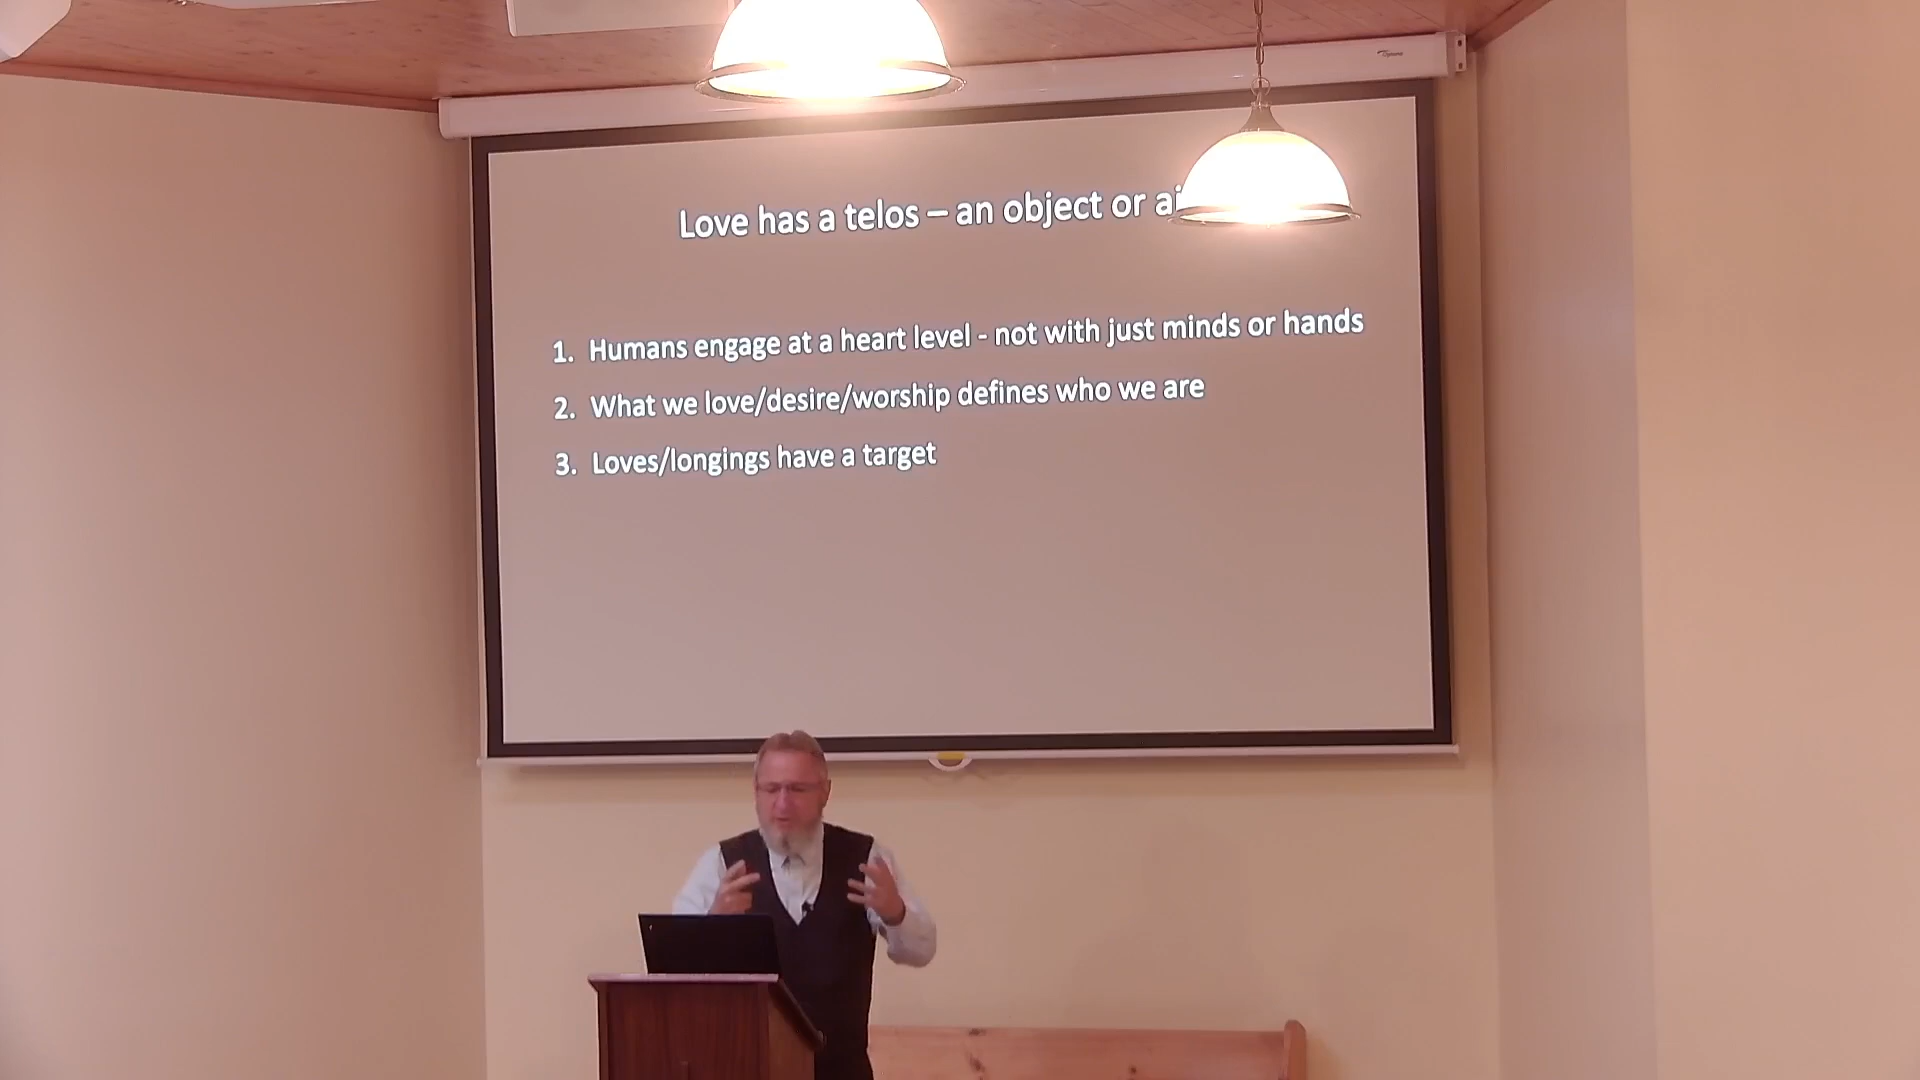 Love has a telos – an object or
1. Humans engage at a heart level - not with just minds or hands
2. What we love/desire/worship defines who we are
3. Loves/longings have a target